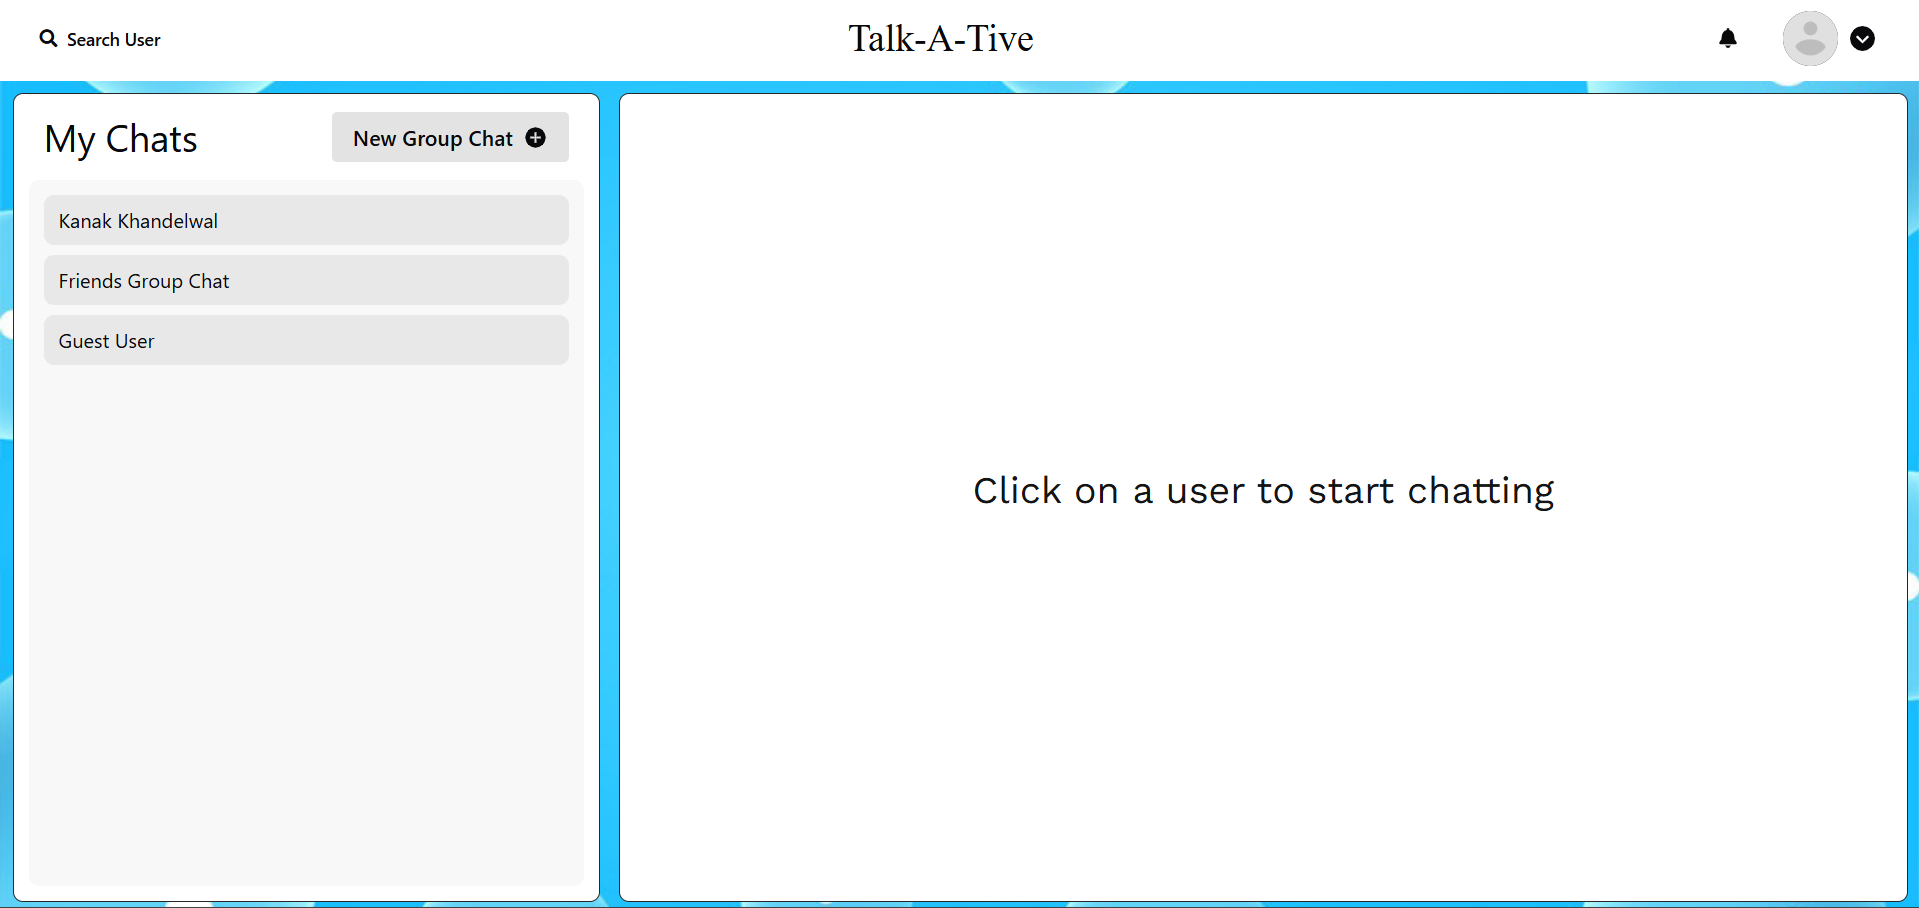 Search User
Talk-A-Tive
My Chats
New Group Chat
Kanak Khandelwal
Friends Group Chat
Guest User
Click on a user to start chatting